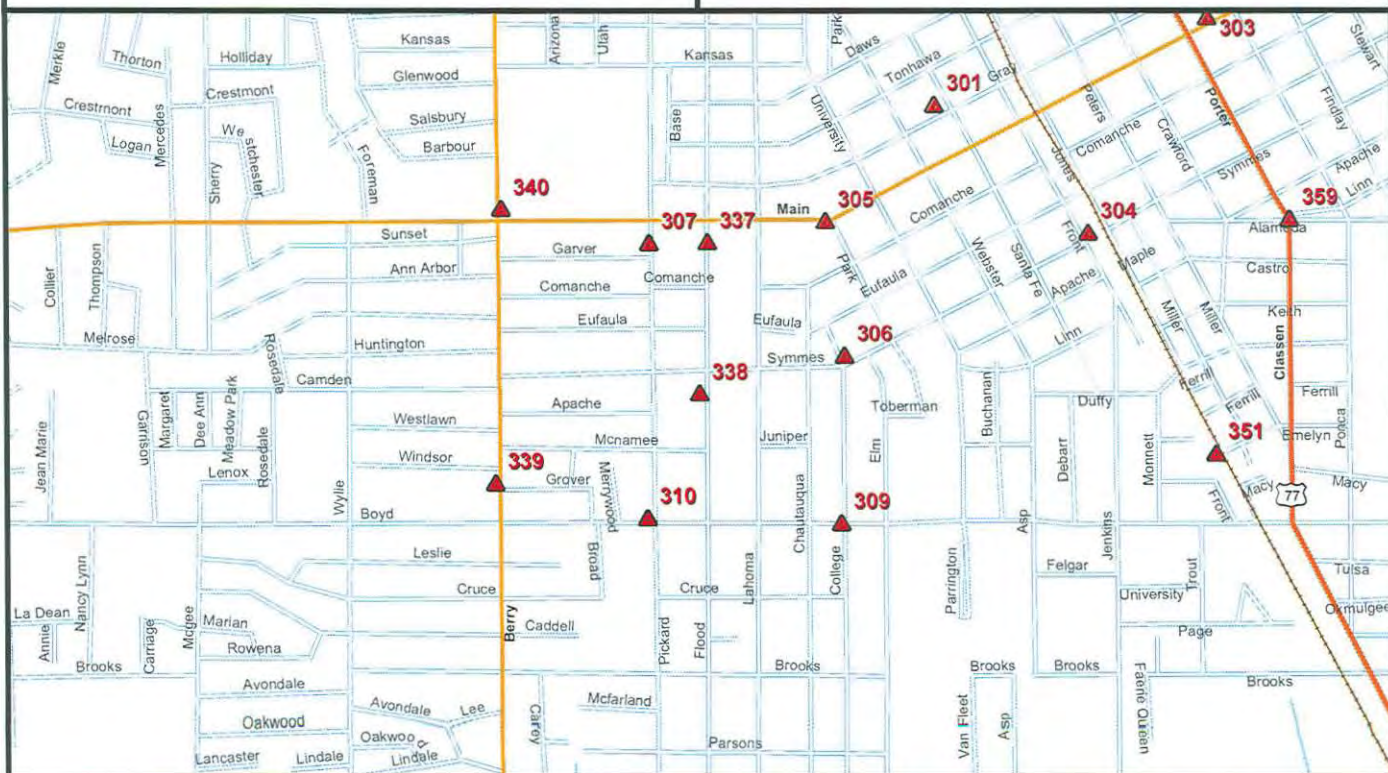 Merkle
Thorton
Holliday
Kansas
Arizona
Utah
Kansas
Park
Daws
Tonhawa
Gray
301
303
Stewart
Glenwood
Crestmont
Crestmont
Logan
Mercedes
Westchester
Sherry
Foreman
Salsbury
Barbour
Base
University
Peters
Porter
Findlay
Comanche
Crawford
Symmes
Apache
Linn
340
Main
305
Jones
Comanche
304
359
Alameda
Sunset
307
337
Garver
Front
Maple
Collier
Thompson
Ann Arbor
Comanche
Comanche
Park
Eufaula
Webster
Santa Fe
Apache
Castro
Melrose
Rosedale
Huntington
Eufaula
Eufaula
Linn
Miller
Miller
Keith
Classen
306
Symmes
338
Camden
Garrison
Margaret
Dee Ann
Meadow Park
Rosedale
Apache
Toberman
Buchanan
Duffy
Ferrill
Ferrill
Ferrill
Ponca
Westlawn
Mcnamee
Juniper
Elm
Debarr
Monnett
351
Emelyn
Jean Marie
Lenox
Wylie
Windsor
339
Grover
Merrywood
310
Chautauqua
309
Front
Macy
Macy
77
Boyd
Leslie
Broad
Lahoma
College
Parrington
Asp
Jenkins
Felgar
Trout
Tulsa
Nancy Lynn
Cruce
Cruce
University
Okmulgee
La Dean
Annie
Carriage
Mcgee
Marian
Rowena
Berry
Caddell
Pickard
Flood
Page
Brooks
Brooks
Brooks
Brooks
Brooks
Avondale
Avondale
Lee
Mcfarland
Van Fleet
Asp
Faene Queen
Oakwood
Oakwood
Carey
Parsons
Lancaster
Lindale
Lindale